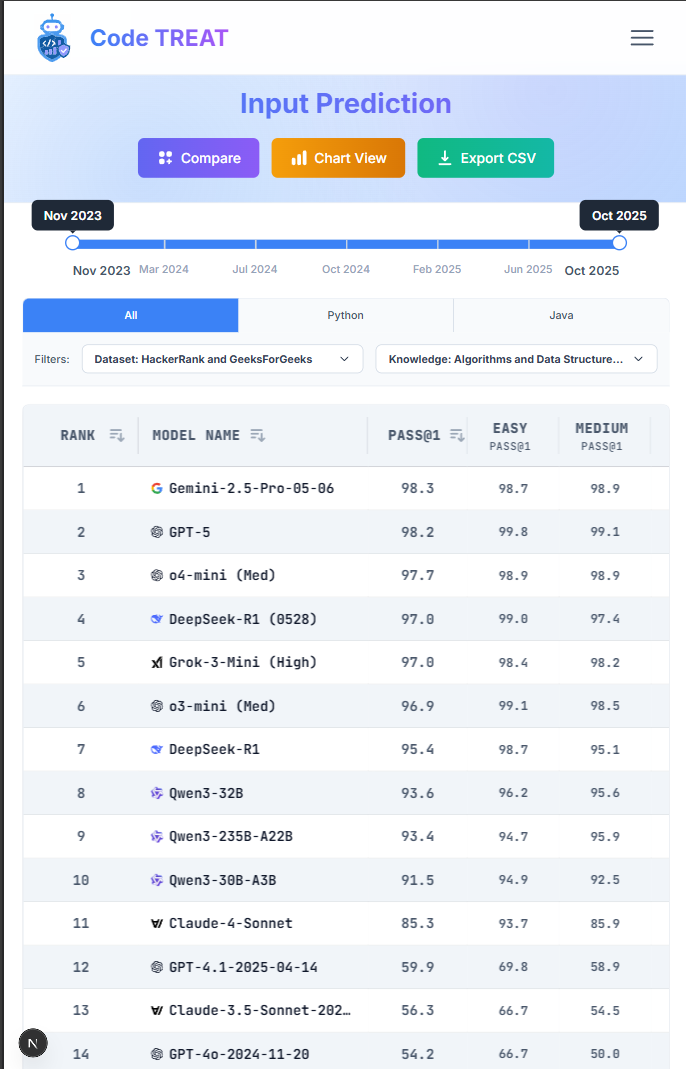 Code TREAT
Input Prediction
Compare
Chart View
Export CSV
Nov 2023
Oct 2025
Nov 2023 Mar 2024 Jul 2024 Oct 2024 Feb 2025 Jun 2025 Oct 2025
All Python Java
Filters: Dataset: HackerRank and GeeksForGeeks Knowledge: Algorithms and Data Structure...
RANK MODEL NAME PASS@1 EASY PASS@1 MEDIUM PASS@1
1 Gemini-2.5-Pro-05-06 98.3 98.7 98.9
2 GPT-5 98.2 99.8 99.1
3 o4-mini (Med) 97.7 98.9 98.9
4 DeepSeek-R1 (0528) 97.0 99.0 97.4
5 Grok-3-Mini (High) 97.0 98.4 98.2
6 o3-mini (Med) 96.9 99.1 98.5
7 DeepSeek-R1 95.4 98.7 95.1
8 Qwen3-32B 93.6 96.2 95.6
9 Qwen3-235B-A22B 93.4 94.7 95.9
10 Qwen3-30B-A3B 91.5 94.9 92.5
11 Claude-4-Sonnet 85.3 93.7 85.9
12 GPT-4.1-2025-04-14 59.9 69.8 58.9
13 Claude-3.5-Sonnet-202… 56.3 66.7 54.5
14 GPT-4o-2024-11-20 54.2 66.7 50.0
N